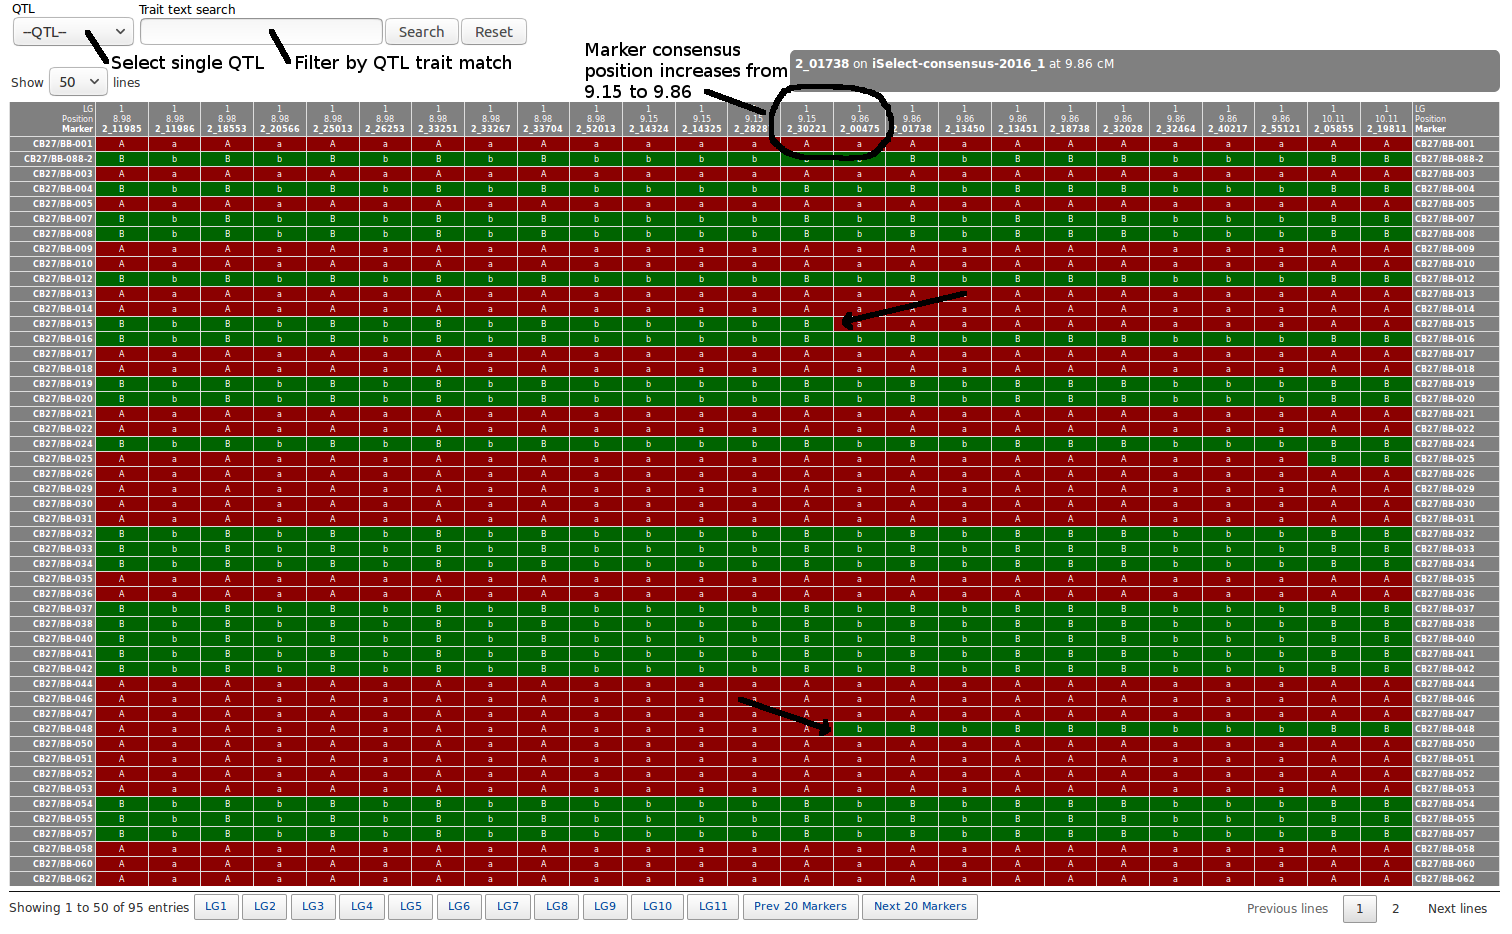 QTL
Trait text search
--QTL--
Search
Reset
Select single QTL
Filter by QTL trait match
Show 50 lines
Marker consensus
position increases from
9.15 to 9.86
2_01738 on iSelect-consensus-2016_1 at 9.86 cM
LG 1 1 1 1 1 1 1 1 1 1 1 1 1 1 1 1 1 1 1 1 1 1 1 1 1 LG
Position 8.98 8.98 8.98 8.98 8.98 8.98 8.98 8.98 8.98 8.98 9.15 9.15 9.15 9.15 9.86 9.86 9.86 9.86 9.86 9.86 9.86 9.86 9.86 10.11 10.11 Position
Marker 2_11985 2_11986 2_18553 2_20566 2_25013 2_26253 2_33251 2_33267 2_33704 2_52013 2_14324 2_14325 2_2828 2_30221 2_00475 2_01738 2_13450 2_13451 2_18738 2_32028 2_32464 2_40217 2_55121 2_05855 2_19811 Marker
CB27/BB-001 A a A a A a A a A a a a a A a A a A A A a a a A A CB27/BB-001
CB27/BB-088-2 B b B b B b B b B b b b b B b B b B B B b b b B B CB27/BB-088-2
CB27/BB-003 A a A a A a A a A a a a a A a A a A A A a a a A A CB27/BB-003
CB27/BB-004 B b B b B b B b B b b b b B b B b B B B b b b B B CB27/BB-004
CB27/BB-005 A a A a A a A a A a a a a A a A a A A A a a a A A CB27/BB-005
CB27/BB-007 B b B b B b B b B b b b b B b B b B B B b b b B B CB27/BB-007
CB27/BB-008 B b B b B b B b B b b b b B b B b B B B b b b B B CB27/BB-008
CB27/BB-009 A a A a A a A a A a a a a A a A a A A A a a a A A CB27/BB-009
CB27/BB-010 A a A a A a A a A a a a a A a A a A A A a a a A A CB27/BB-010
CB27/BB-012 B b B b B b B b B b b b b B b B b B B B b b b B B CB27/BB-012
CB27/BB-013 A a A a A a A a A a a a a A a A a A A A a a a A A CB27/BB-013
CB27/BB-014 A a A a A a A a A a a a a A a A a A A A a a a A A CB27/BB-014
CB27/BB-015 B b B b B b B b B b b b b B a A a A A A a a a A A CB27/BB-015
CB27/BB-016 B b B b B b B b B b b b b B b B b B B B b b b B B CB27/BB-016
CB27/BB-017 A a A a A a A a A a a a a A a A a A A A a a a A A CB27/BB-017
CB27/BB-018 A a A a A a A a A a a a a A a A a A A A a a a A A CB27/BB-018
CB27/BB-019 B b B b B b B b B b b b b B b B b B B B b b b B B CB27/BB-019
CB27/BB-020 B b B b B b B b B b b b b B b B b B B B b b b B B CB27/BB-020
CB27/BB-021 A a A a A a A a A a a a a A a A a A A A a a a A A CB27/BB-021
CB27/BB-022 A a A a A a A a A a a a a A a A a A A A a a a A A CB27/BB-022
CB27/BB-024 B b B b B b B b B b b b b B b B b B B B b b b B B CB27/BB-024
CB27/BB-025 A a A a A a A a A a a a a A a A a A A A a a a B B CB27/BB-025
CB27/BB-026 A a A a A a A a A a a a a A a A a A A A a a a A A CB27/BB-026
CB27/BB-029 A a A a A a A a A a a a a A a A a A A A a a a A A CB27/BB-029
CB27/BB-030 A a A a A a A a A a a a a A a A a A A A a a a A A CB27/BB-030
CB27/BB-031 A a A a A a A a A a a a a A a A a A A A a a a A A CB27/BB-031
CB27/BB-032 B b B b B b B b B b b b b B b B b B B B b b b B B CB27/BB-032
CB27/BB-033 B b B b B b B b B b b b b B b B b B B B b b b B B CB27/BB-033
CB27/BB-034 B b B b B b B b B b b b b B b B b B B B b b b B B CB27/BB-034
CB27/BB-035 A a A a A a A a A a a a a A a A a A A A a a a A A CB27/BB-035
CB27/BB-036 A a A a A a A a A a a a a A a A a A A A a a a A A CB27/BB-036
CB27/BB-037 B b B b B b B b B b b b b B b B b B B B b b b B B CB27/BB-037
CB27/BB-038 B b B b B b B b B b b b b B b B b B B B b b b B B CB27/BB-038
CB27/BB-040 B b B b B b B b B b b b b B b B b B B B b b b B B CB27/BB-040
CB27/BB-041 B b B b B b B b B b b b b B b B b B B B b b b B B CB27/BB-041
CB27/BB-042 B b B b B b B b B b b b b B b B b B B B b b b B B CB27/BB-042
CB27/BB-044 A a A a A a A a A a a a a A a A a A A A a a a A A CB27/BB-044
CB27/BB-046 A a A a A a A a A a a a a A a A a A A A a a a A A CB27/BB-046
CB27/BB-047 A a A a A a A a A a a a a A a A a A A A a a a A A CB27/BB-047
CB27/BB-048 A a A a A a A a A a a a a A b B b B B B b b b B B CB27/BB-048
CB27/BB-050 A a A a A a A a A a a a a A a A a A A A a a a A A CB27/BB-050
CB27/BB-051 A a A a A a A a A a a a a A a A a A A A a a a A A CB27/BB-051
CB27/BB-052 A a A a A a A a A a a a a A a A a A A A a a a A A CB27/BB-052
CB27/BB-053 A a A a A a A a A a a a a A a A a A A A a a a A A CB27/BB-053
CB27/BB-054 B b B b B b B b B b b b b B b B b B B B b b b B B CB27/BB-054
CB27/BB-055 B b B b B b B b B b b b b B b B b B B B b b b B B CB27/BB-055
CB27/BB-057 B b B b B b B b B b b b b B b B b B B B b b b B B CB27/BB-057
CB27/BB-058 A a A a A a A a A a a a a A a A a A A A a a a A A CB27/BB-058
CB27/BB-060 A a A a A a A a A a a a a A a A a A A A a a a A A CB27/BB-060
CB27/BB-062 A a A a A a A a A a a a a A a A a A A A a a a A A CB27/BB-062
Showing 1 to 50 of 95 entries LG1 LG2 LG3 LG4 LG5 LG6 LG7 LG8 LG9 LG10 LG11 Prev 20 Markers Next 20 Markers Previous lines 1 2 Next lines